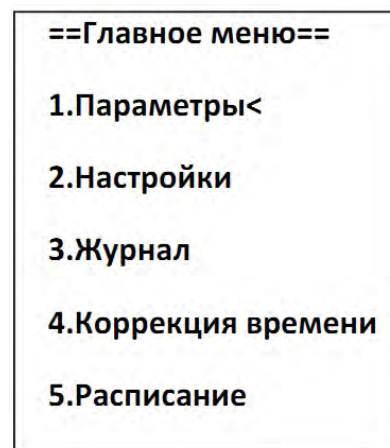 ==Главное меню==
1.Параметры<
2.Настройки
3.Журнал
4.Коррекция времени
5.Расписание